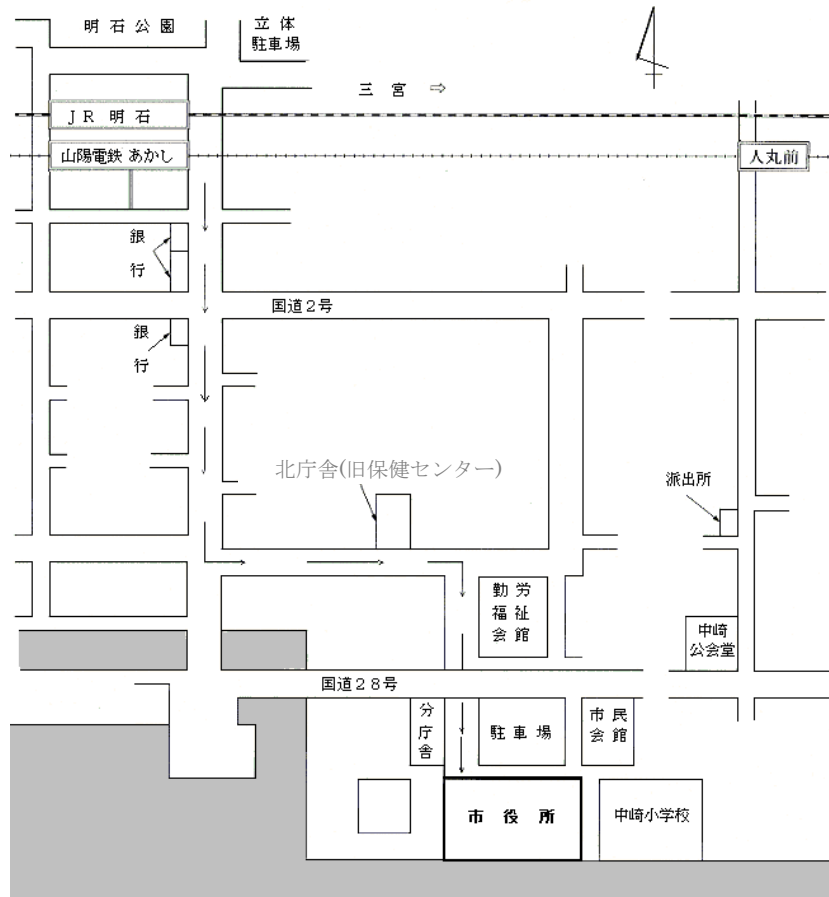 明石公園
立体
駐車場
三宮 ⇨
JR 明石
山陽電鉄 あかし
人丸前
銀
行
国道2号
銀
行
北庁舎(旧保健センター)
派出所
勤労
福祉
会館
中崎
公会堂
国道28号
分
庁
舎
駐車場
市民
会館
市役所
中崎小学校